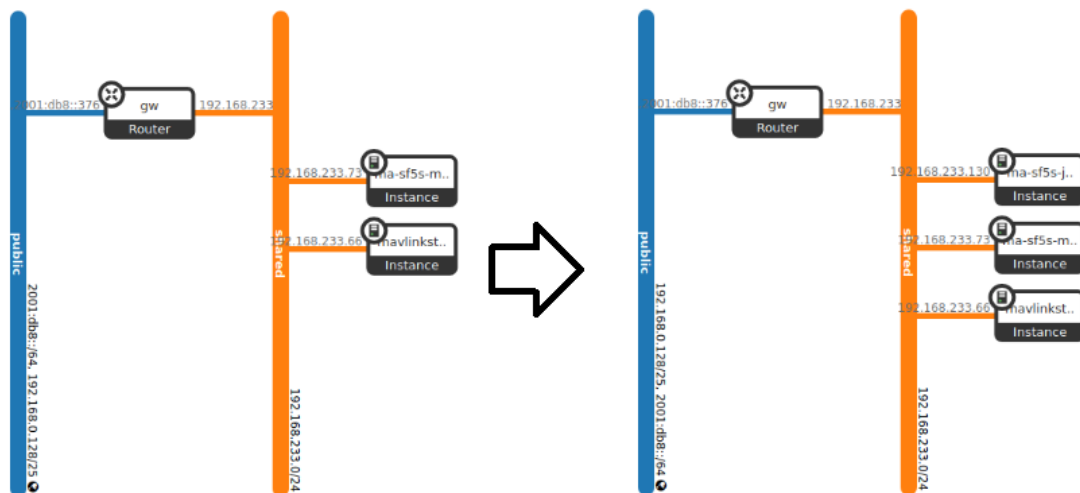 2001:db8::376
gw
Router
192.168.233
192.168.233.73
ma-sf5s-m..
Instance
192.168.233.66
mavlinkst..
Instance
public
shared
2001:db8::/64, 192.168.0.128/25
192.168.233.0/24
2001:db8::376
gw
Router
192.168.233
192.168.233.130
ma-sf5s-j..
Instance
192.168.233.73
ma-sf5s-m..
Instance
192.168.233.66
mavlinkst..
Instance
public
shared
192.168.0.128/25, 2001:db8::/64
192.168.233.0/24